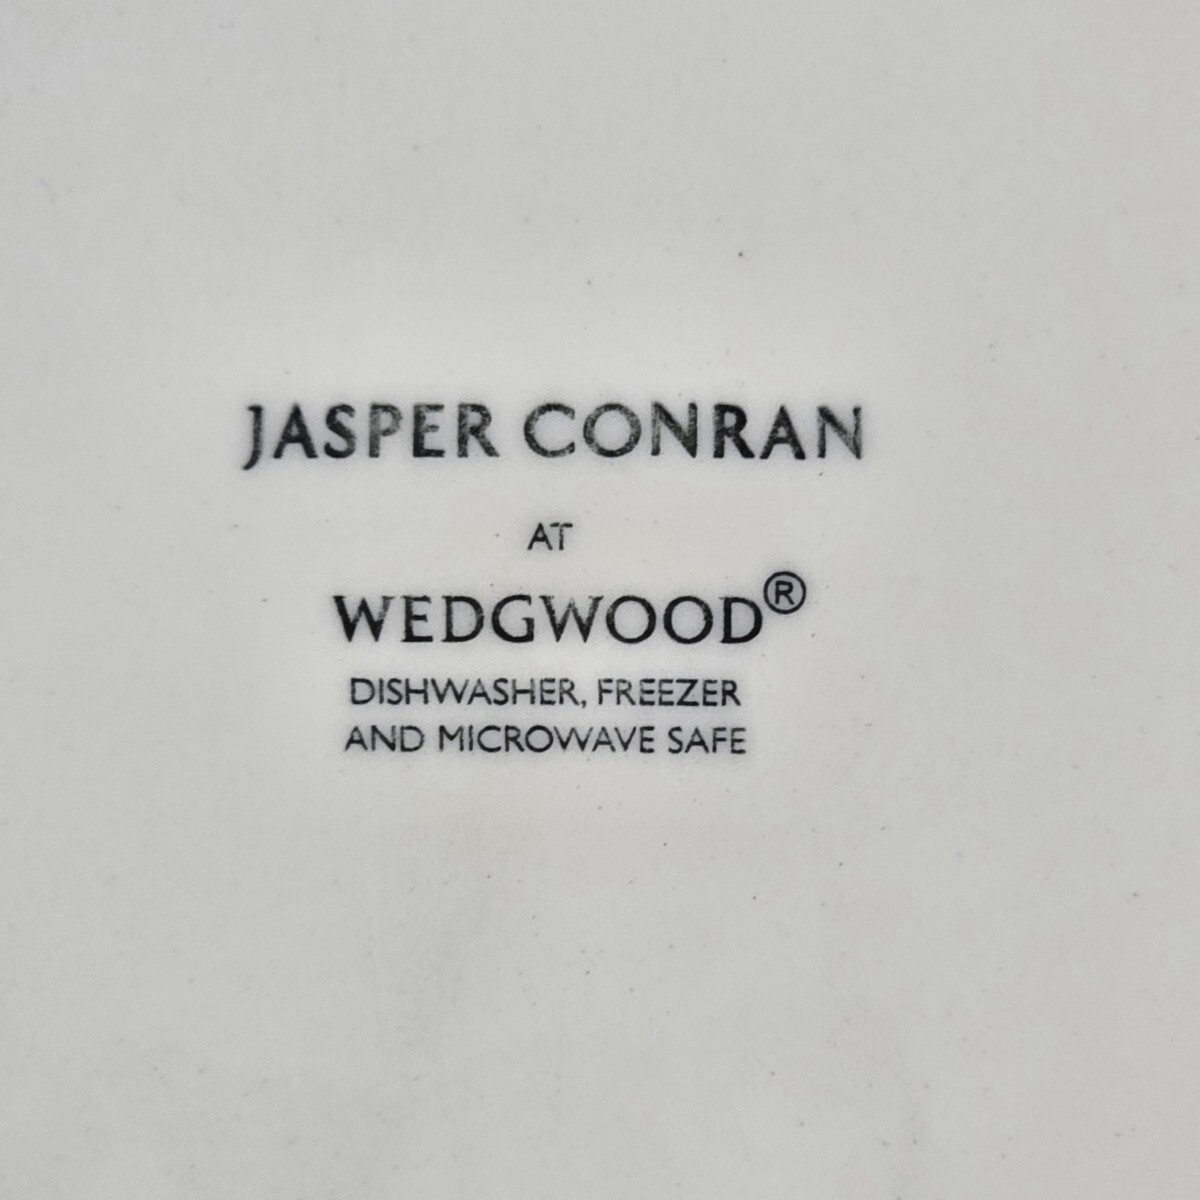 JASPER CONRAN
AT
WEDGWOOD®
DISHWASHER, FREEZER
AND MICROWAVE SAFE